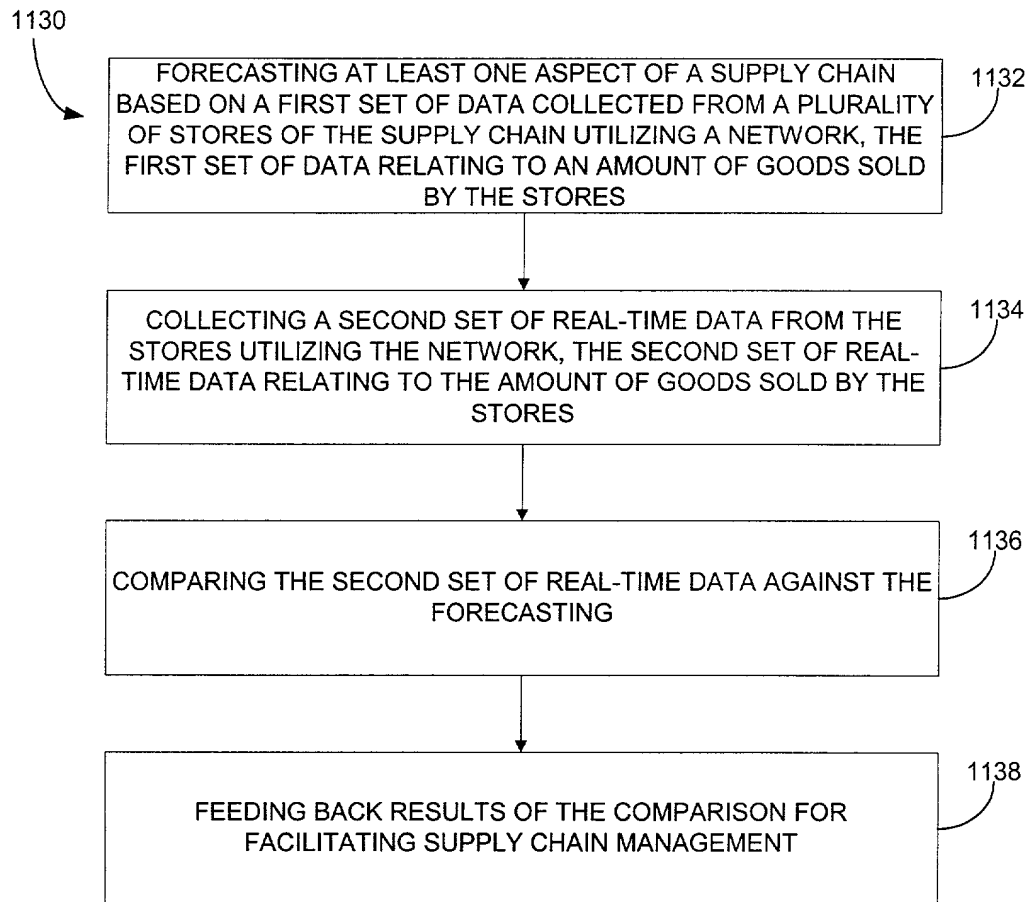 1130
FORECASTING AT LEAST ONE ASPECT OF A SUPPLY CHAIN
BASED ON A FIRST SET OF DATA COLLECTED FROM A PLURALITY
OF STORES OF THE SUPPLY CHAIN UTILIZING A NETWORK, THE
FIRST SET OF DATA RELATING TO AN AMOUNT OF GOODS SOLD
BY THE STORES
1132
COLLECTING A SECOND SET OF REAL-TIME DATA FROM THE
STORES UTILIZING THE NETWORK, THE SECOND SET OF REAL-
TIME DATA RELATING TO THE AMOUNT OF GOODS SOLD BY THE
STORES
1134
COMPARING THE SECOND SET OF REAL-TIME DATA AGAINST THE
FORECASTING
1136
FEEDING BACK RESULTS OF THE COMPARISON FOR
FACILITATING SUPPLY CHAIN MANAGEMENT
1138